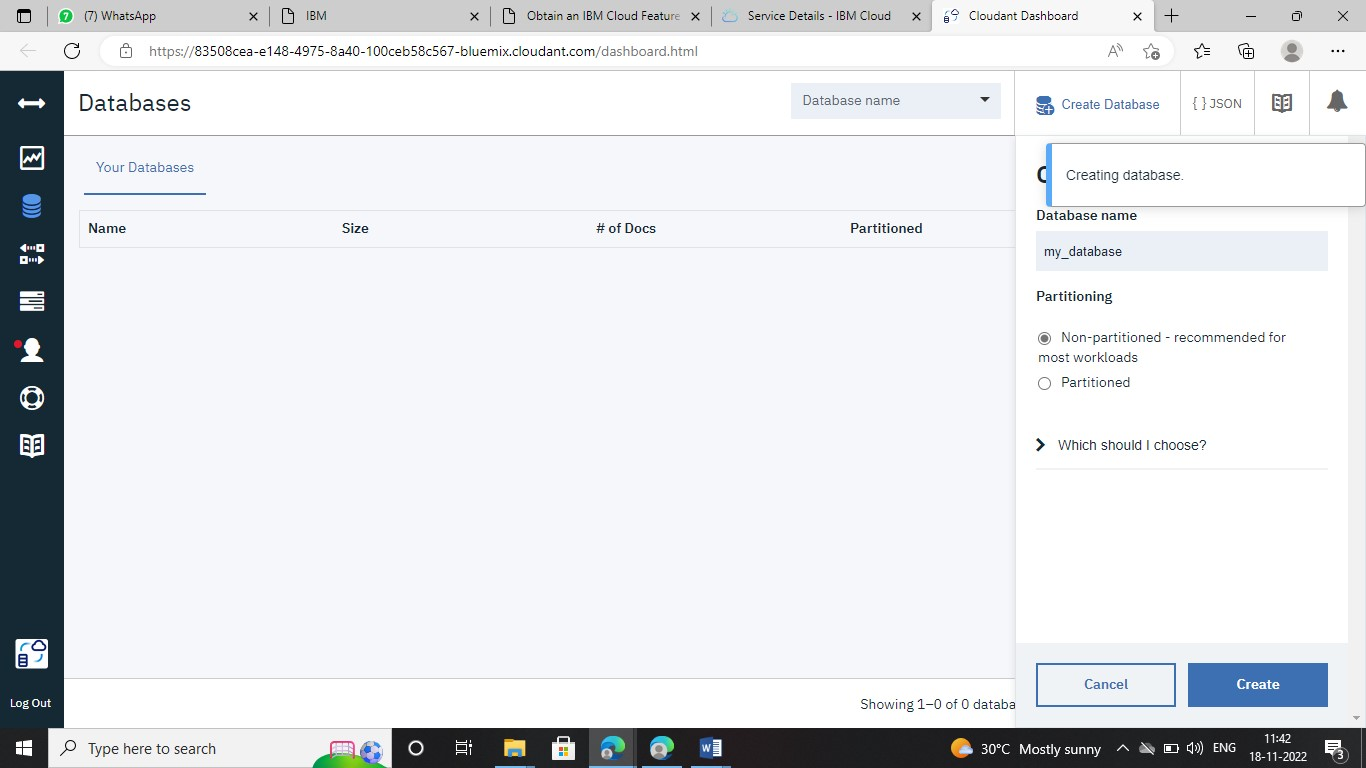 7
(7) WhatsApp
IBM
Obtain an IBM Cloud Feature
Service Details - IBM Cloud
Cloudant Dashboard
https://83508cea-e148-4975-8a40-100ceb58c567-bluemix.cloudant.com/dashboard.html
Databases
Database name
Create Database
{ } JSON
Your Databases
Creating database.
Name
Size
# of Docs
Partitioned
Database name
my_database
Partitioning
Non-partitioned - recommended for
most workloads
Partitioned
Which should I choose?
Cancel
Create
Log Out
Showing 1–0 of 0 databa
Type here to search
30°C Mostly sunny
ENG
11:42
18-11-2022
3